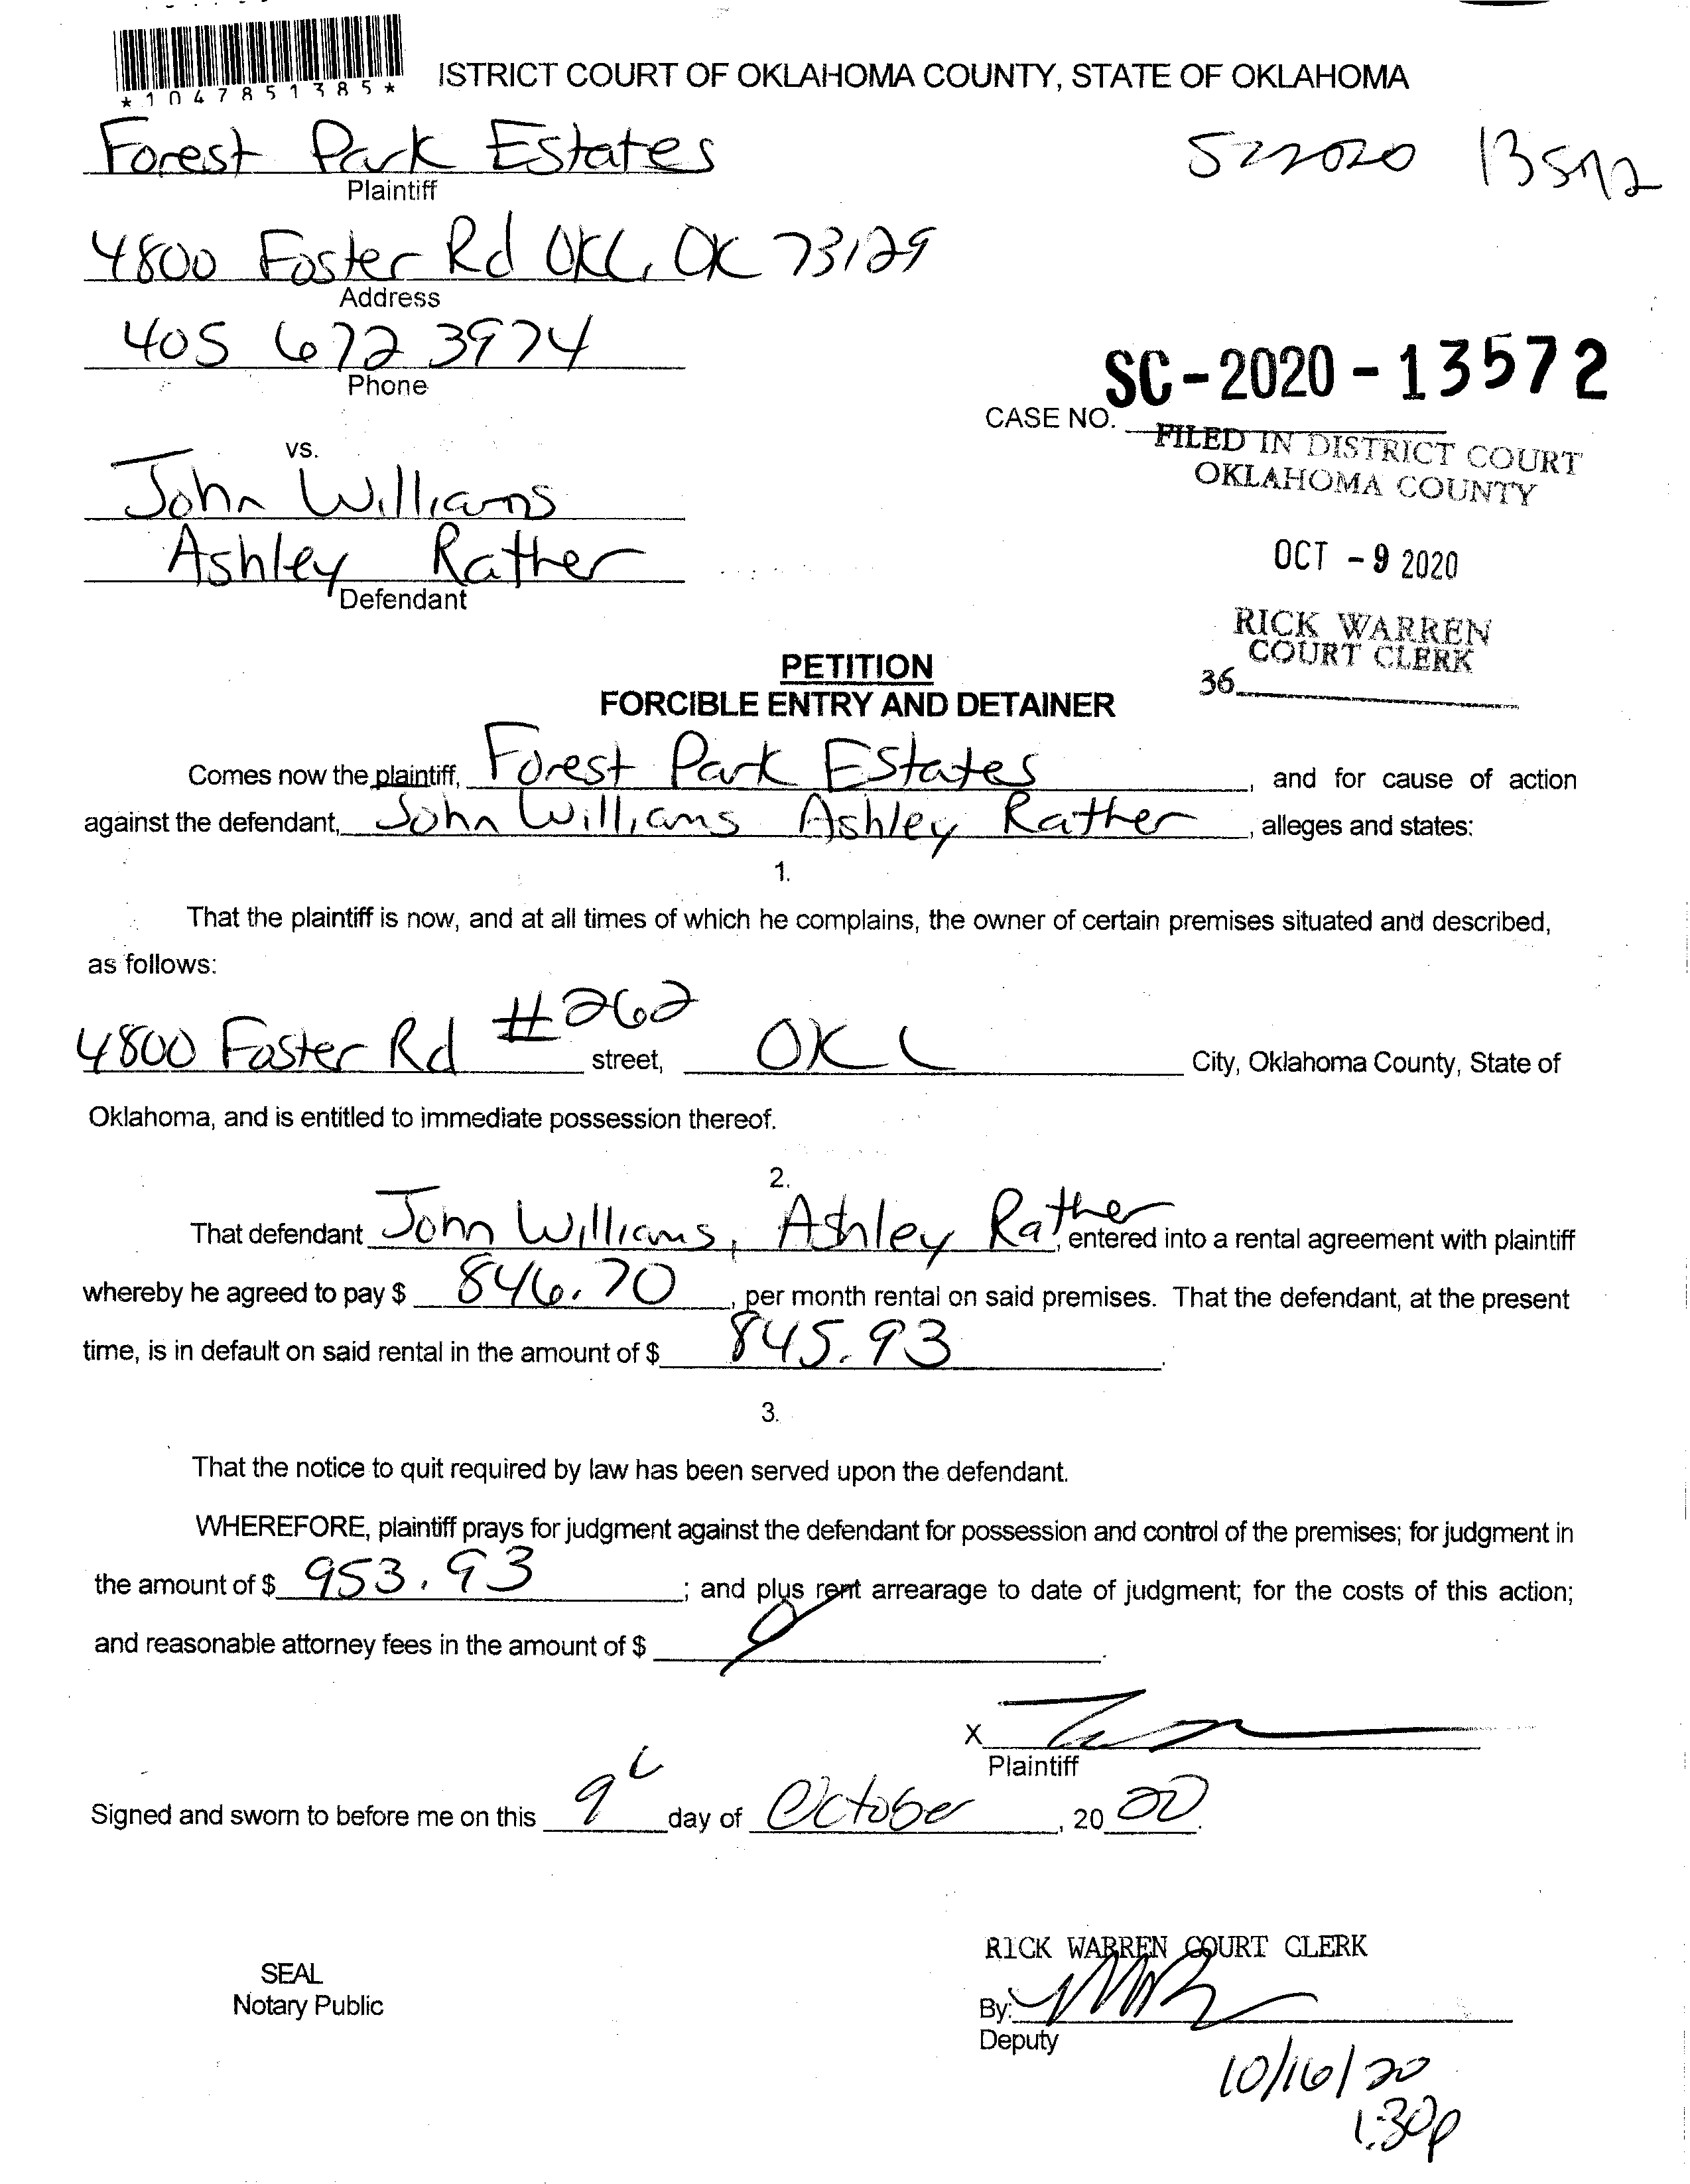 *1047851385*
ISTRICT COURT OF OKLAHOMA COUNTY, STATE OF OKLAHOMA
Forest Park Estates
Plaintiff
4800 Foster Rd OKC, OK 73129
Address
405 672 3974
Phone
SC-2020-13572
CASE NO.
FILED IN DISTRICT COURT
OKLAHOMA COUNTY
vs.
John Williams
Ashley Rather
Defendant
OCT -9 2020
RICK WARREN
COURT CLERK
36
PETITION
FORCIBLE ENTRY AND DETAINER
Comes now the plaintiff, Forest Park Estates, and for cause of action
against the defendant, John Williams Ashley Rather, alleges and states:
1.
That the plaintiff is now, and at all times of which he complains, the owner of certain premises situated and described,
as follows:
4800 Foster Rd #262 street, OKC City, Oklahoma County, State of
Oklahoma, and is entitled to immediate possession thereof.
2.
That defendant John Williams, Ashley Rather, entered into a rental agreement with plaintiff
whereby he agreed to pay $ 846.70, per month rental on said premises. That the defendant, at the present
time, is in default on said rental in the amount of $ 845.93.
3.
That the notice to quit required by law has been served upon the defendant.
WHEREFORE, plaintiff prays for judgment against the defendant for possession and control of the premises; for judgment in
the amount of $ 953.93; and plus rent arrearage to date of judgment; for the costs of this action;
and reasonable attorney fees in the amount of $
X
Plaintiff
Signed and sworn to before me on this 9 day of October, 20 20.
SEAL
Notary Public
RICK WARREN COURT CLERK
By:
Deputy
10/16/20
1:30p